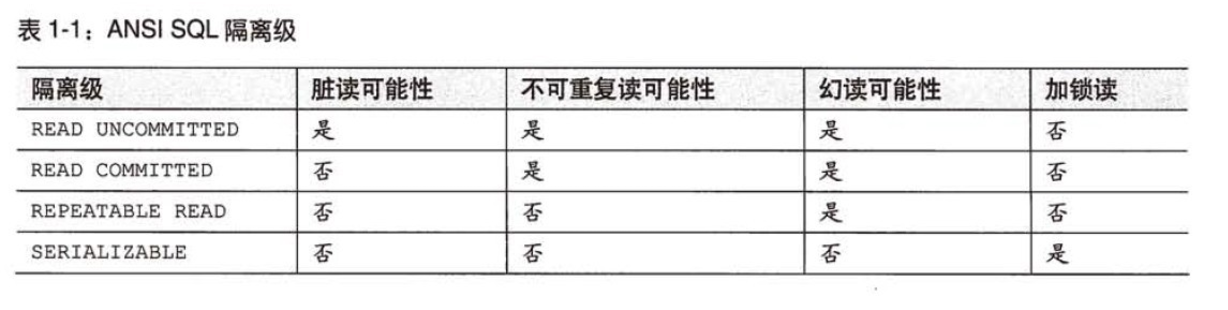 表 1-1：ANSI SQL 隔离级
隔离级 脏读可能性 不可重复读可能性 幻读可能性 加锁读
READ UNCOMMITTED 是 是 是 否
READ COMMITTED 否 是 是 否
REPEATABLE READ 否 否 是 否
SERIALIZABLE 否 否 否 是